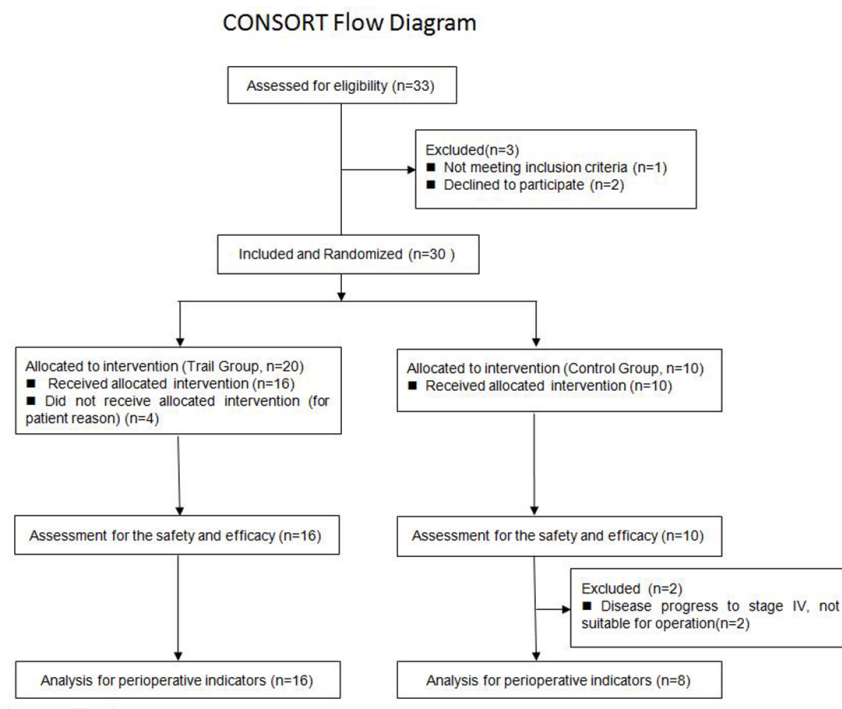 CONSORT Flow Diagram
Assessed for eligibility (n=33)
Excluded(n=3)
■ Not meeting inclusion criteria (n=1)
■ Declined to participate (n=2)
Included and Randomized (n=30 )
Allocated to intervention (Trail Group, n=20)
■ Received allocated intervention (n=16)
■ Did not receive allocated intervention (for
patient reason) (n=4)
Allocated to intervention (Control Group, n=10)
■ Received allocated intervention (n=10)
Assessment for the safety and efficacy (n=16)
Assessment for the safety and efficacy (n=10)
Excluded (n=2)
■ Disease progress to stage IV, not
suitable for operation(n=2)
Analysis for perioperative indicators (n=16)
Analysis for perioperative indicators (n=8)